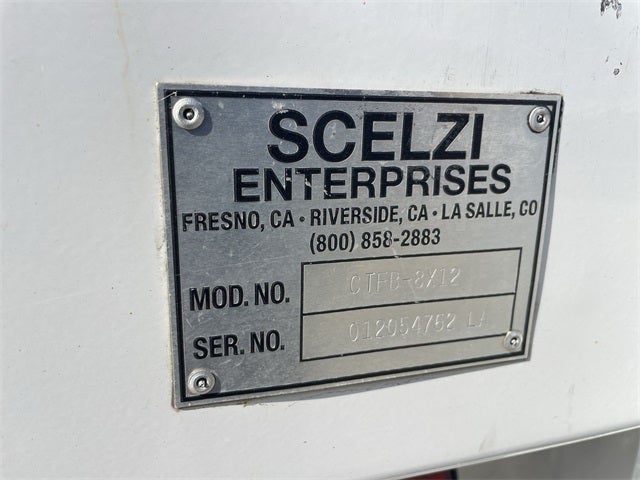 SCELZI
ENTERPRISES
FRESNO, CA • RIVERSIDE, CA • LA SALLE, CO
(800) 858-2883
MOD. NO. CTFB-8X12
SER. NO. 012054762 LA